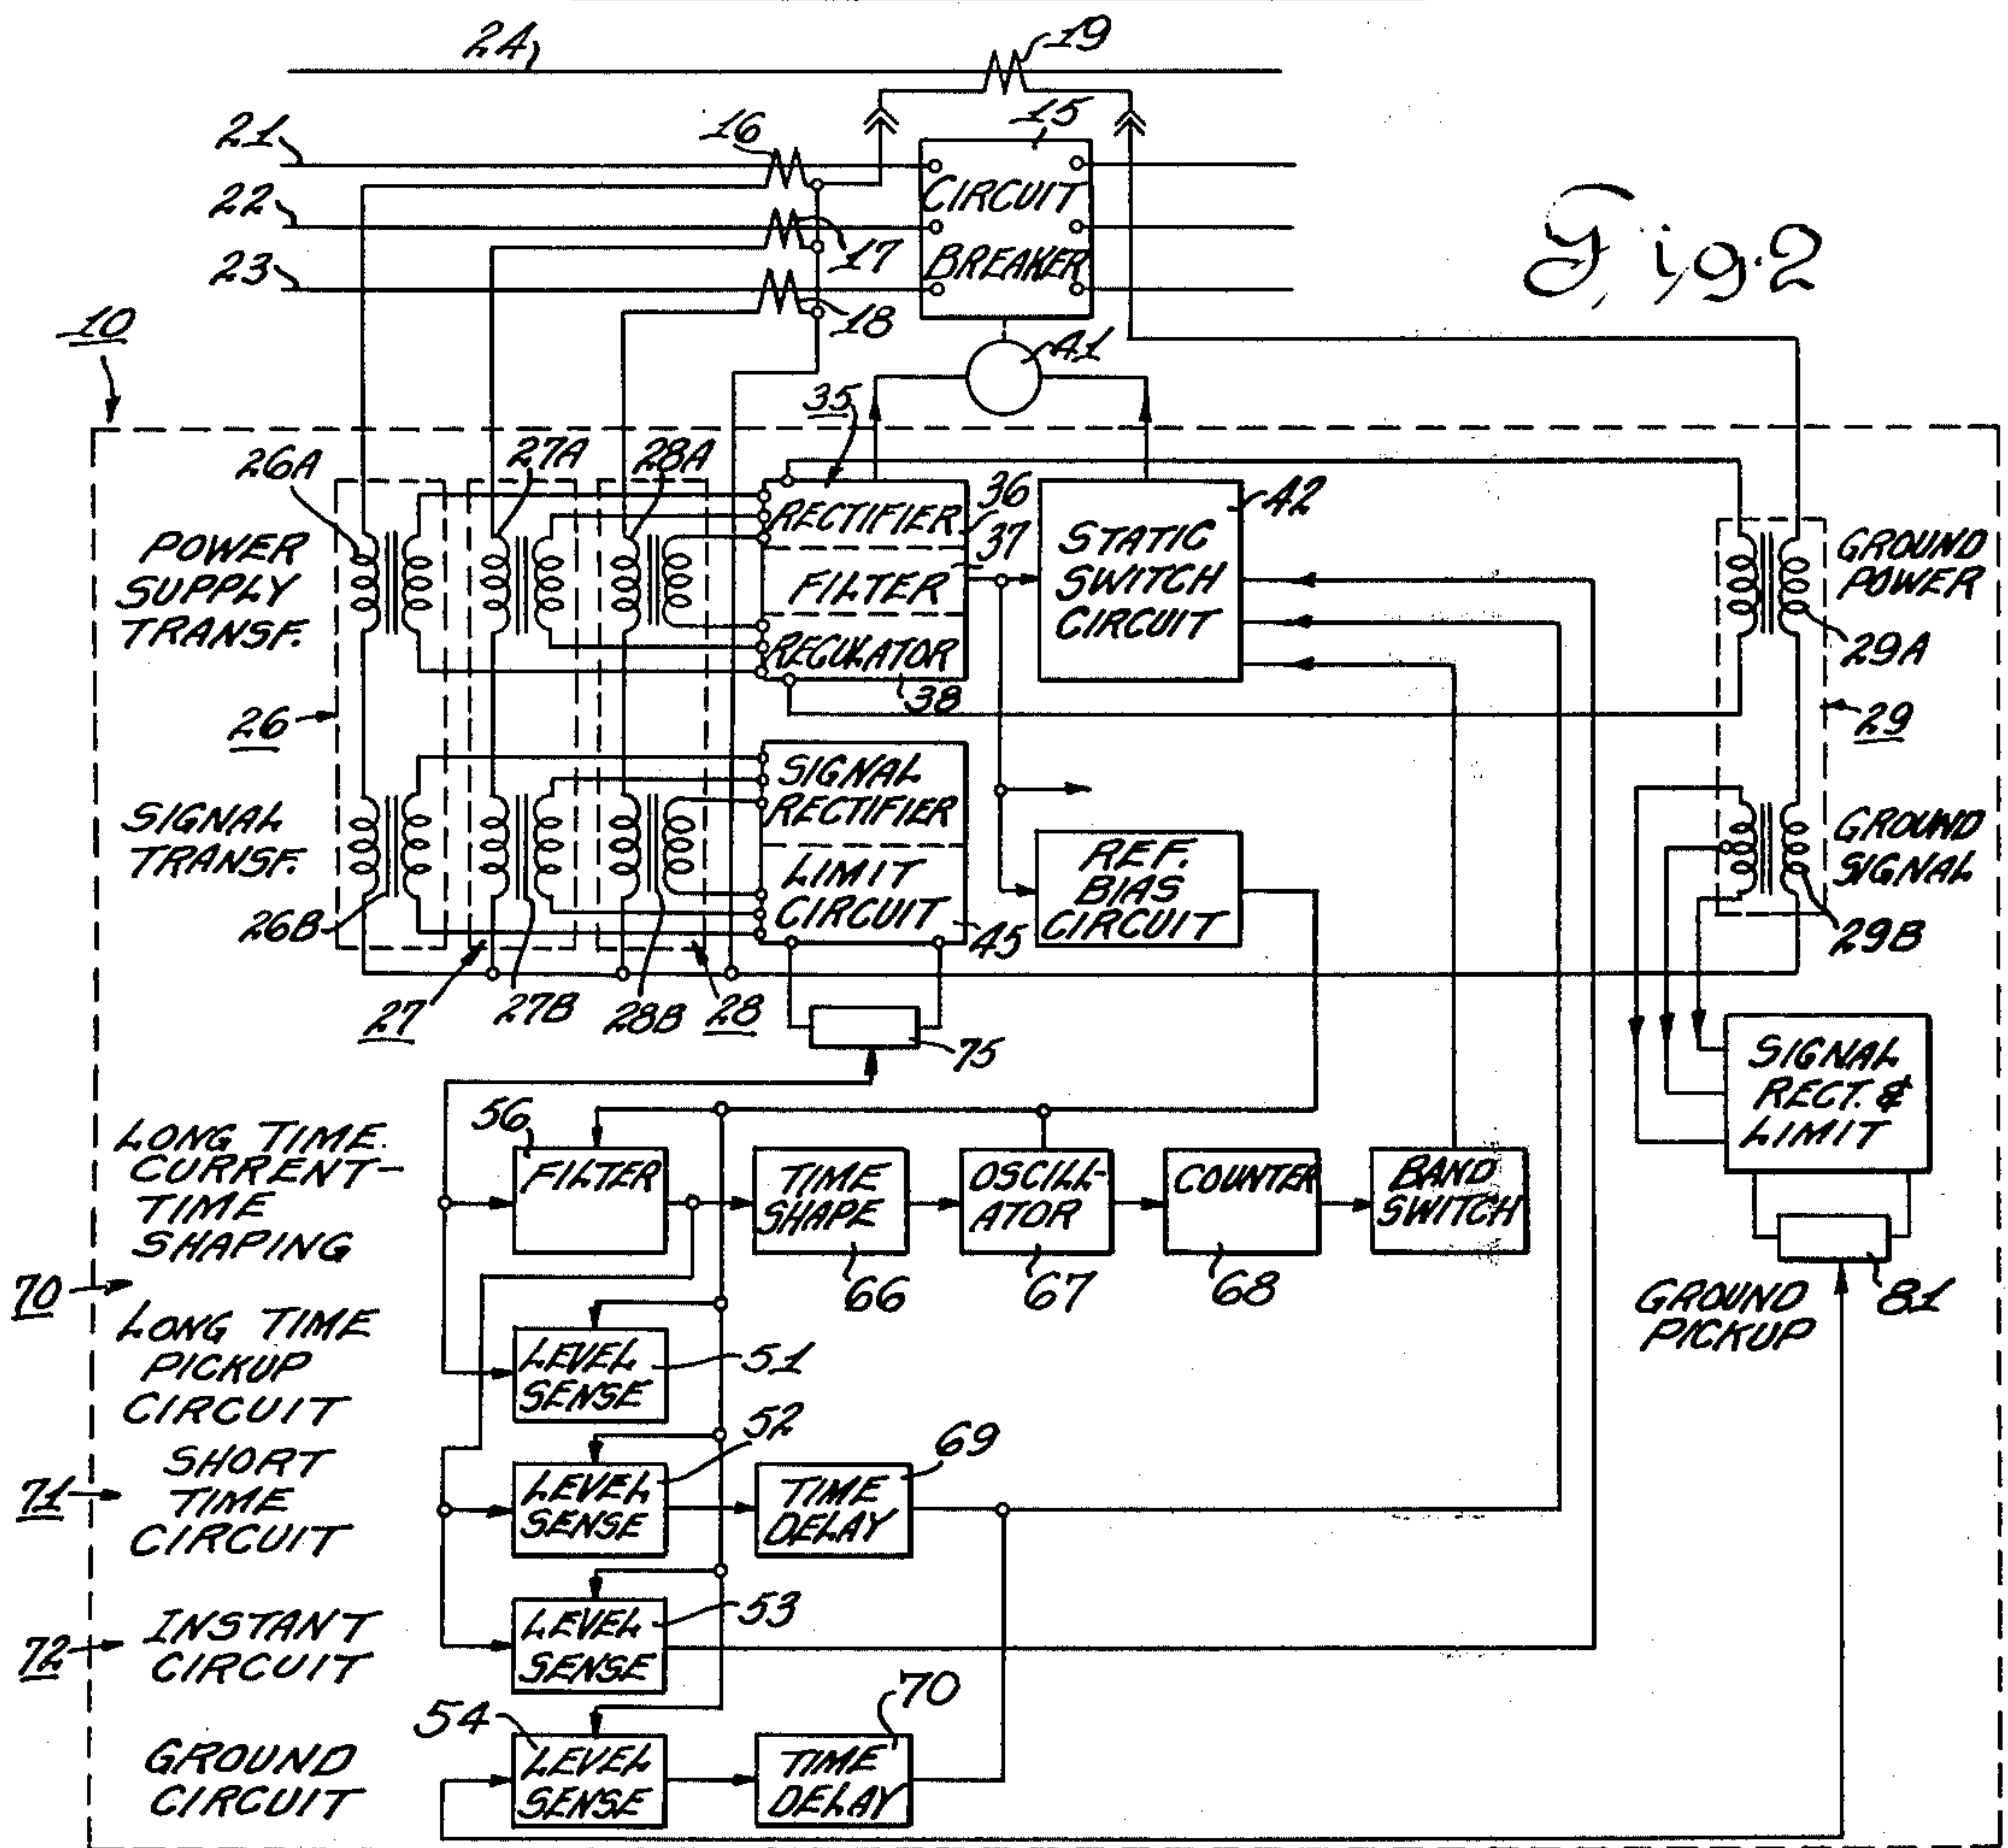 24
19
21
16
15
22
CIRCUIT
17
23
BREAKER
18
Fig. 2
10
41
35
26A
27A
28A
36
42
RECTIFIER
37
POWER
SUPPLY
TRANSF.
STATIC
SWITCH
CIRCUIT
FILTER
GROUND
POWER
REGULATOR
38
29A
26
29
SIGNAL
TRANSF.
SIGNAL
RECTIFIER
REF.
BIAS
CIRCUIT
GROUND
SIGNAL
LIMIT
CIRCUIT
26B
45
29B
27
27B
28B
28
75
SIGNAL
RECT. &
LIMIT
56
LONG TIME
CURRENT-
TIME
SHAPING
FILTER
TIME
SHAPE
OSCILL-
ATOR
COUNTER
BAND
SWITCH
66
67
68
81
70
GROUND
PICKUP
LONG TIME
PICKUP
CIRCUIT
LEVEL
SENSE
51
52
69
SHORT
TIME
CIRCUIT
71
LEVEL
SENSE
TIME
DELAY
53
INSTANT
CIRCUIT
72
LEVEL
SENSE
70
54
GROUND
CIRCUIT
LEVEL
SENSE
TIME
DELAY